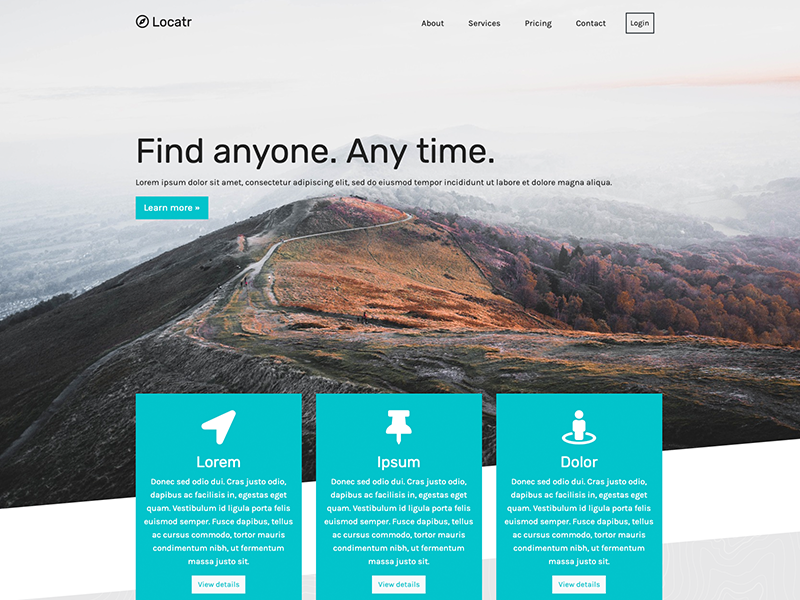 Locatr
About Services Pricing Contact Login
Find anyone. Any time.
Lorem ipsum dolor sit amet, consectetur adipiscing elit, sed do eiusmod tempor incididunt ut labore et dolore magna aliqua.
Learn more »
Lorem
Donec sed odio dui. Cras justo odio,
dapibus ac facilisis in, egestas eget
quam. Vestibulum id ligula porta felis
euismod semper. Fusce dapibus, tellus
ac cursus commodo, tortor mauris
condimentum nibh, ut fermentum
massa justo sit.
View details
Ipsum
Donec sed odio dui. Cras justo odio,
dapibus ac facilisis in, egestas eget
quam. Vestibulum id ligula porta felis
euismod semper. Fusce dapibus, tellus
ac cursus commodo, tortor mauris
condimentum nibh, ut fermentum
massa justo sit.
View details
Dolor
Donec sed odio dui. Cras justo odio,
dapibus ac facilisis in, egestas eget
quam. Vestibulum id ligula porta felis
euismod semper. Fusce dapibus, tellus
ac cursus commodo, tortor mauris
condimentum nibh, ut fermentum
massa justo sit.
View details